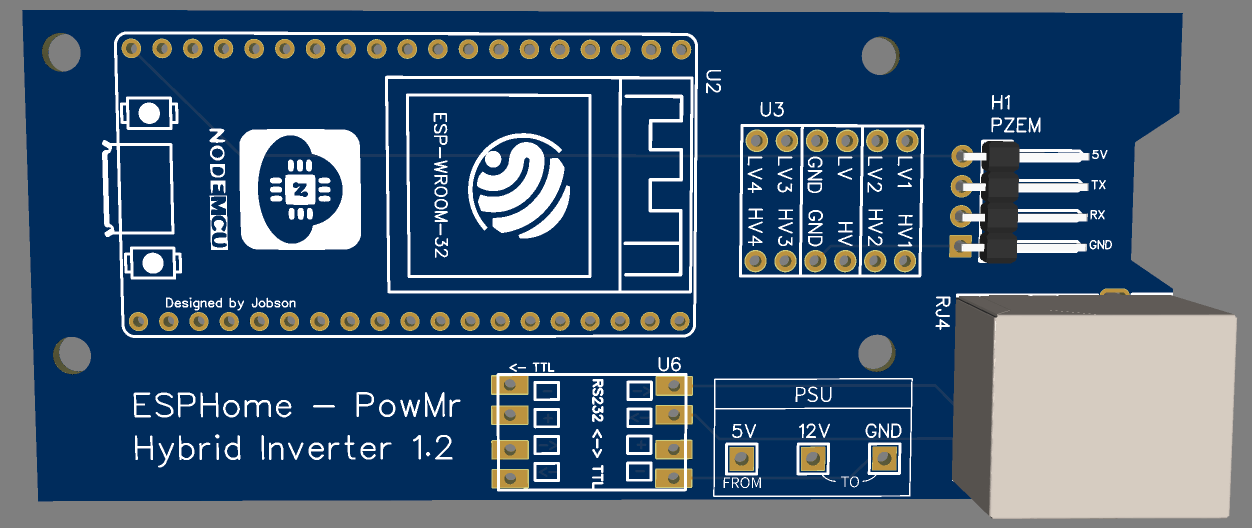 U2
NODEMCU
N
ESP-WROOM-32
Designed by Jobson
U3
LV4 LV3 GND LV LV2 LV1
HV4 HV3 GND HV HV2 HV1
H1
PZEM
5V
TX
RX
GND
RJ4
ESPHome - PowMr
Hybrid Inverter 1.2
<- TTL
U6
RS232 <-> TTL
PSU
5V 12V GND
FROM TO